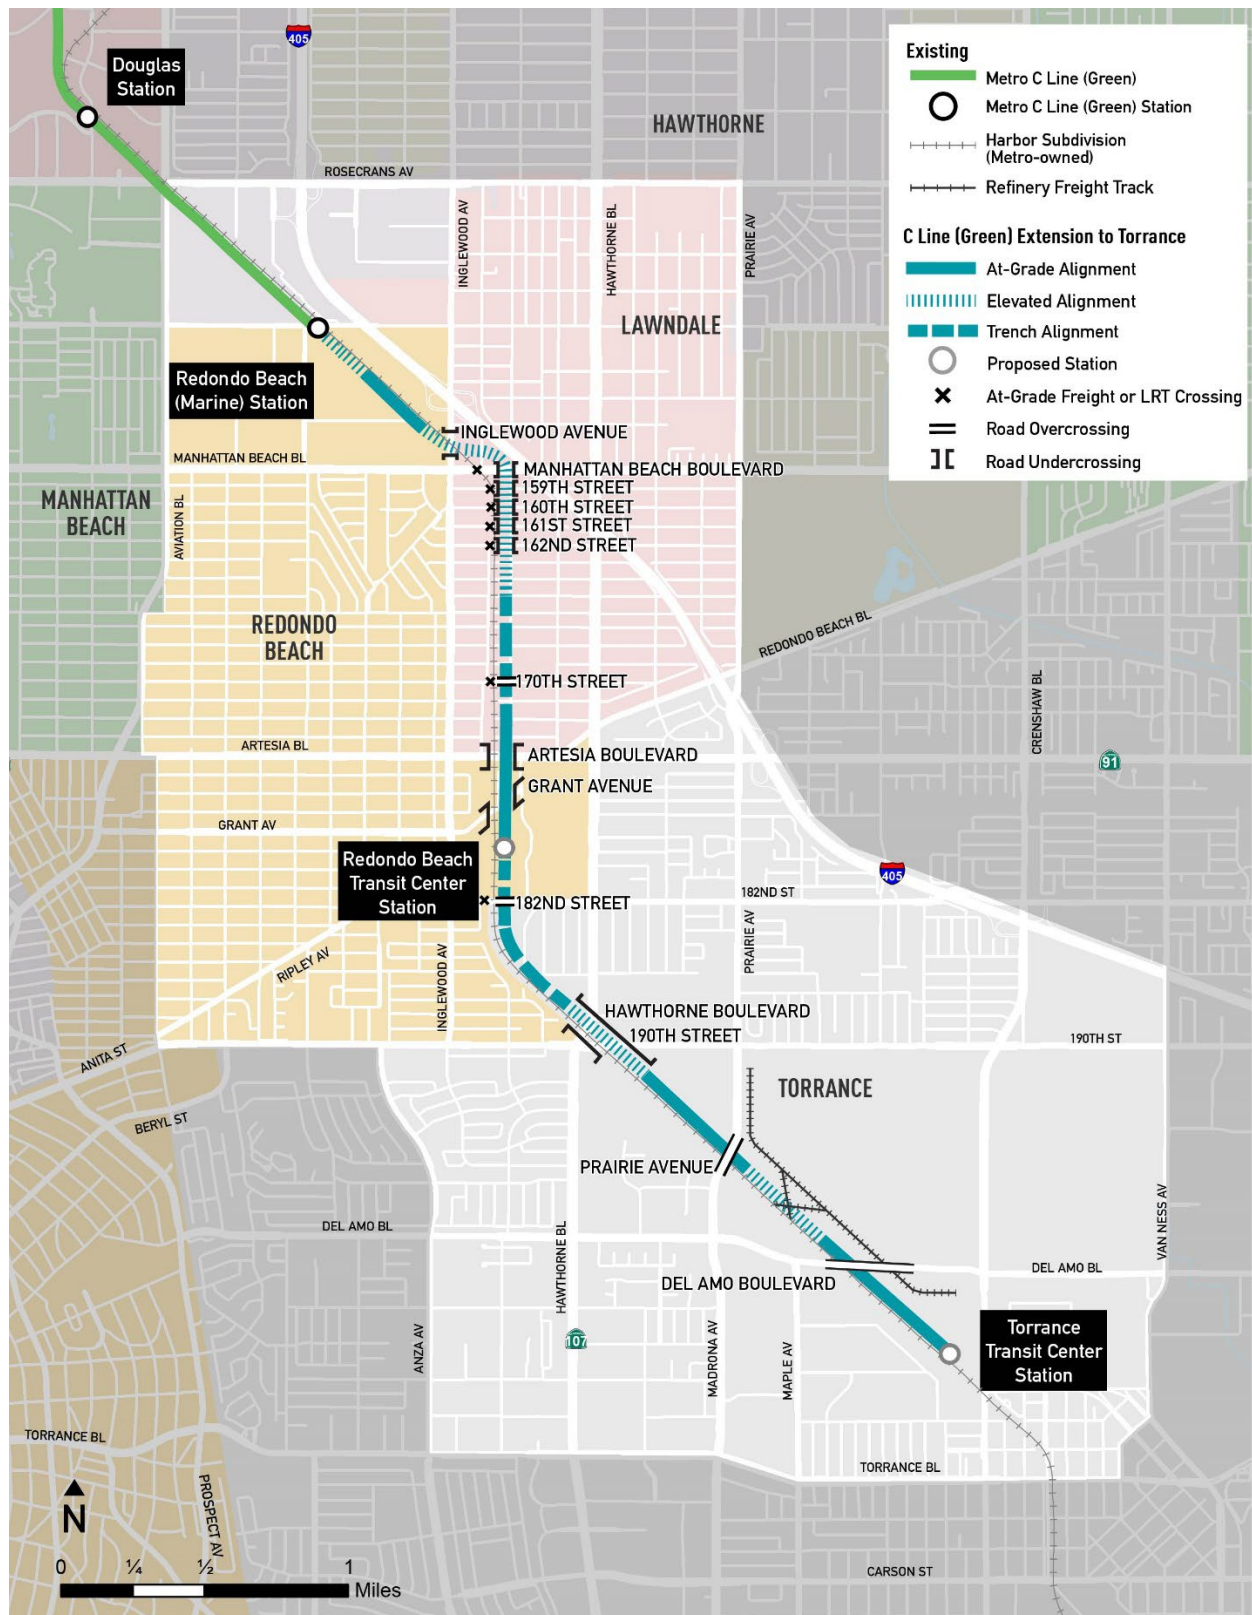 405
Douglas
Station
HAWTHORNE
ROSECRANS AV
INGLEWOOD AV
HAWTHORNE BL
PRAIRIE AV
Existing
Metro C Line (Green)
Metro C Line (Green) Station
Harbor Subdivision
(Metro-owned)
Refinery Freight Track
C Line (Green) Extension to Torrance
At-Grade Alignment
Elevated Alignment
Trench Alignment
Proposed Station
At-Grade Freight or LRT Crossing
Road Overcrossing
Road Undercrossing
LAWNDALE
Redondo Beach
(Marine) Station
INGLEWOOD AVENUE
MANHATTAN BEACH BL
MANHATTAN BEACH BOULEVARD
159TH STREET
160TH STREET
161ST STREET
162ND STREET
MANHATTAN
BEACH
AVIATION BL
REDONDO
BEACH
REDONDO BEACH BL
170TH STREET
CRENSHAW BL
ARTESIA BL
ARTESIA BOULEVARD
91
GRANT AVENUE
GRANT AV
Redondo Beach
Transit Center
Station
405
182ND ST
182ND STREET
PRAIRIE AV
RIPLEY AV
INGLEWOOD AV
HAWTHORNE BOULEVARD
190TH STREET
190TH ST
ANITA ST
BERYL ST
TORRANCE
PRAIRIE AVENUE
VAN NESS AV
DEL AMO BL
HAWTHORNE BL
DEL AMO BL
DEL AMO BOULEVARD
107
ANZA AV
MADRONA AV
MAPLE AV
Torrance
Transit Center
Station
TORRANCE BL
TORRANCE BL
PROSPECT AV
N
0 ¼ ½ 1
Miles
CARSON ST